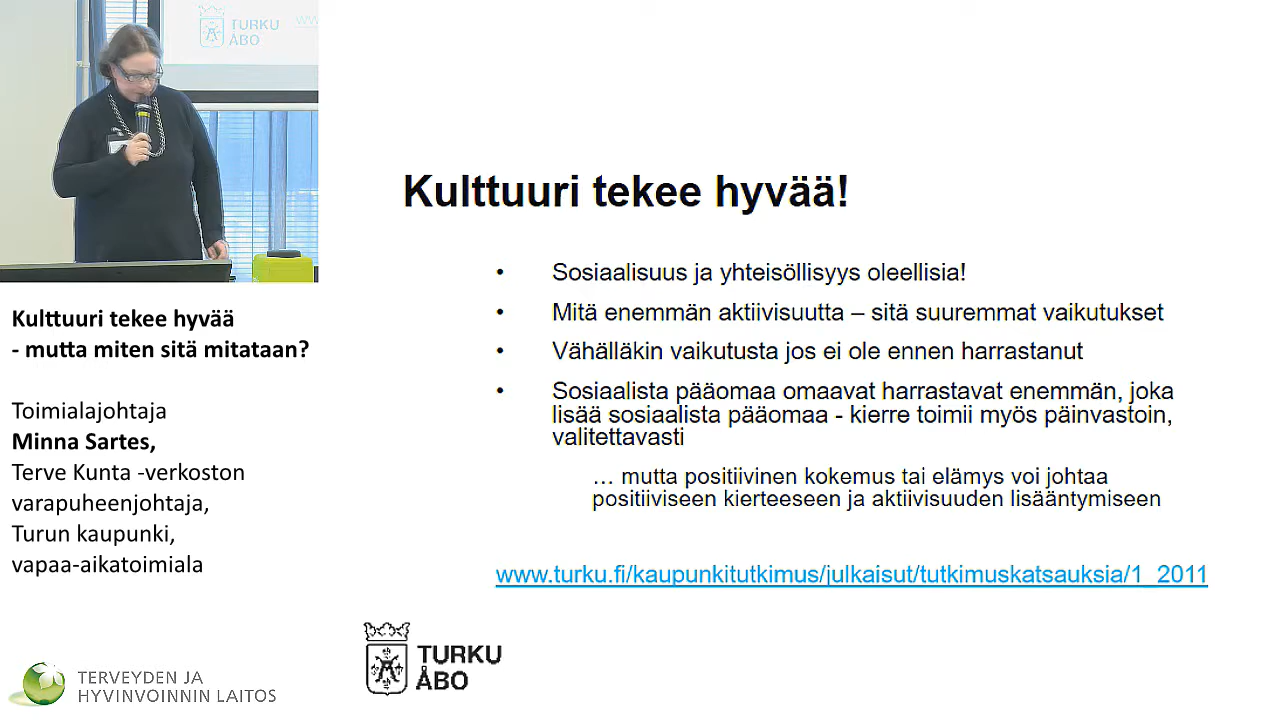 TURKU
ÅBO
Kulttuuri tekee hyvää
- mutta miten sitä mitataan?
Toimialajohtaja
Minna Sartes,
Terve Kunta -verkoston
varapuheenjohtaja,
Turun kaupunki,
vapaa-aikatoimiala
TERVEYDEN JA
HYVINVOINNIN LAITOS
Kulttuuri tekee hyvää!
• Sosiaalisuus ja yhteisöllisyys oleellisia!
• Mitä enemmän aktiivisuutta – sitä suuremmat vaikutukset
• Vähälläkin vaikutusta jos ei ole ennen harrastanut
• Sosiaalista pääomaa omaavat harrastavat enemmän, joka
lisää sosiaalista pääomaa - kierre toimii myös päinvastoin,
valitettavasti
… mutta positiivinen kokemus tai elämys voi johtaa
positiiviseen kierteeseen ja aktiivisuuden lisääntymiseen
www.turku.fi/kaupunkitutkimus/julkaisut/tutkimuskatsauksia/1_2011
TURKU
ÅBO